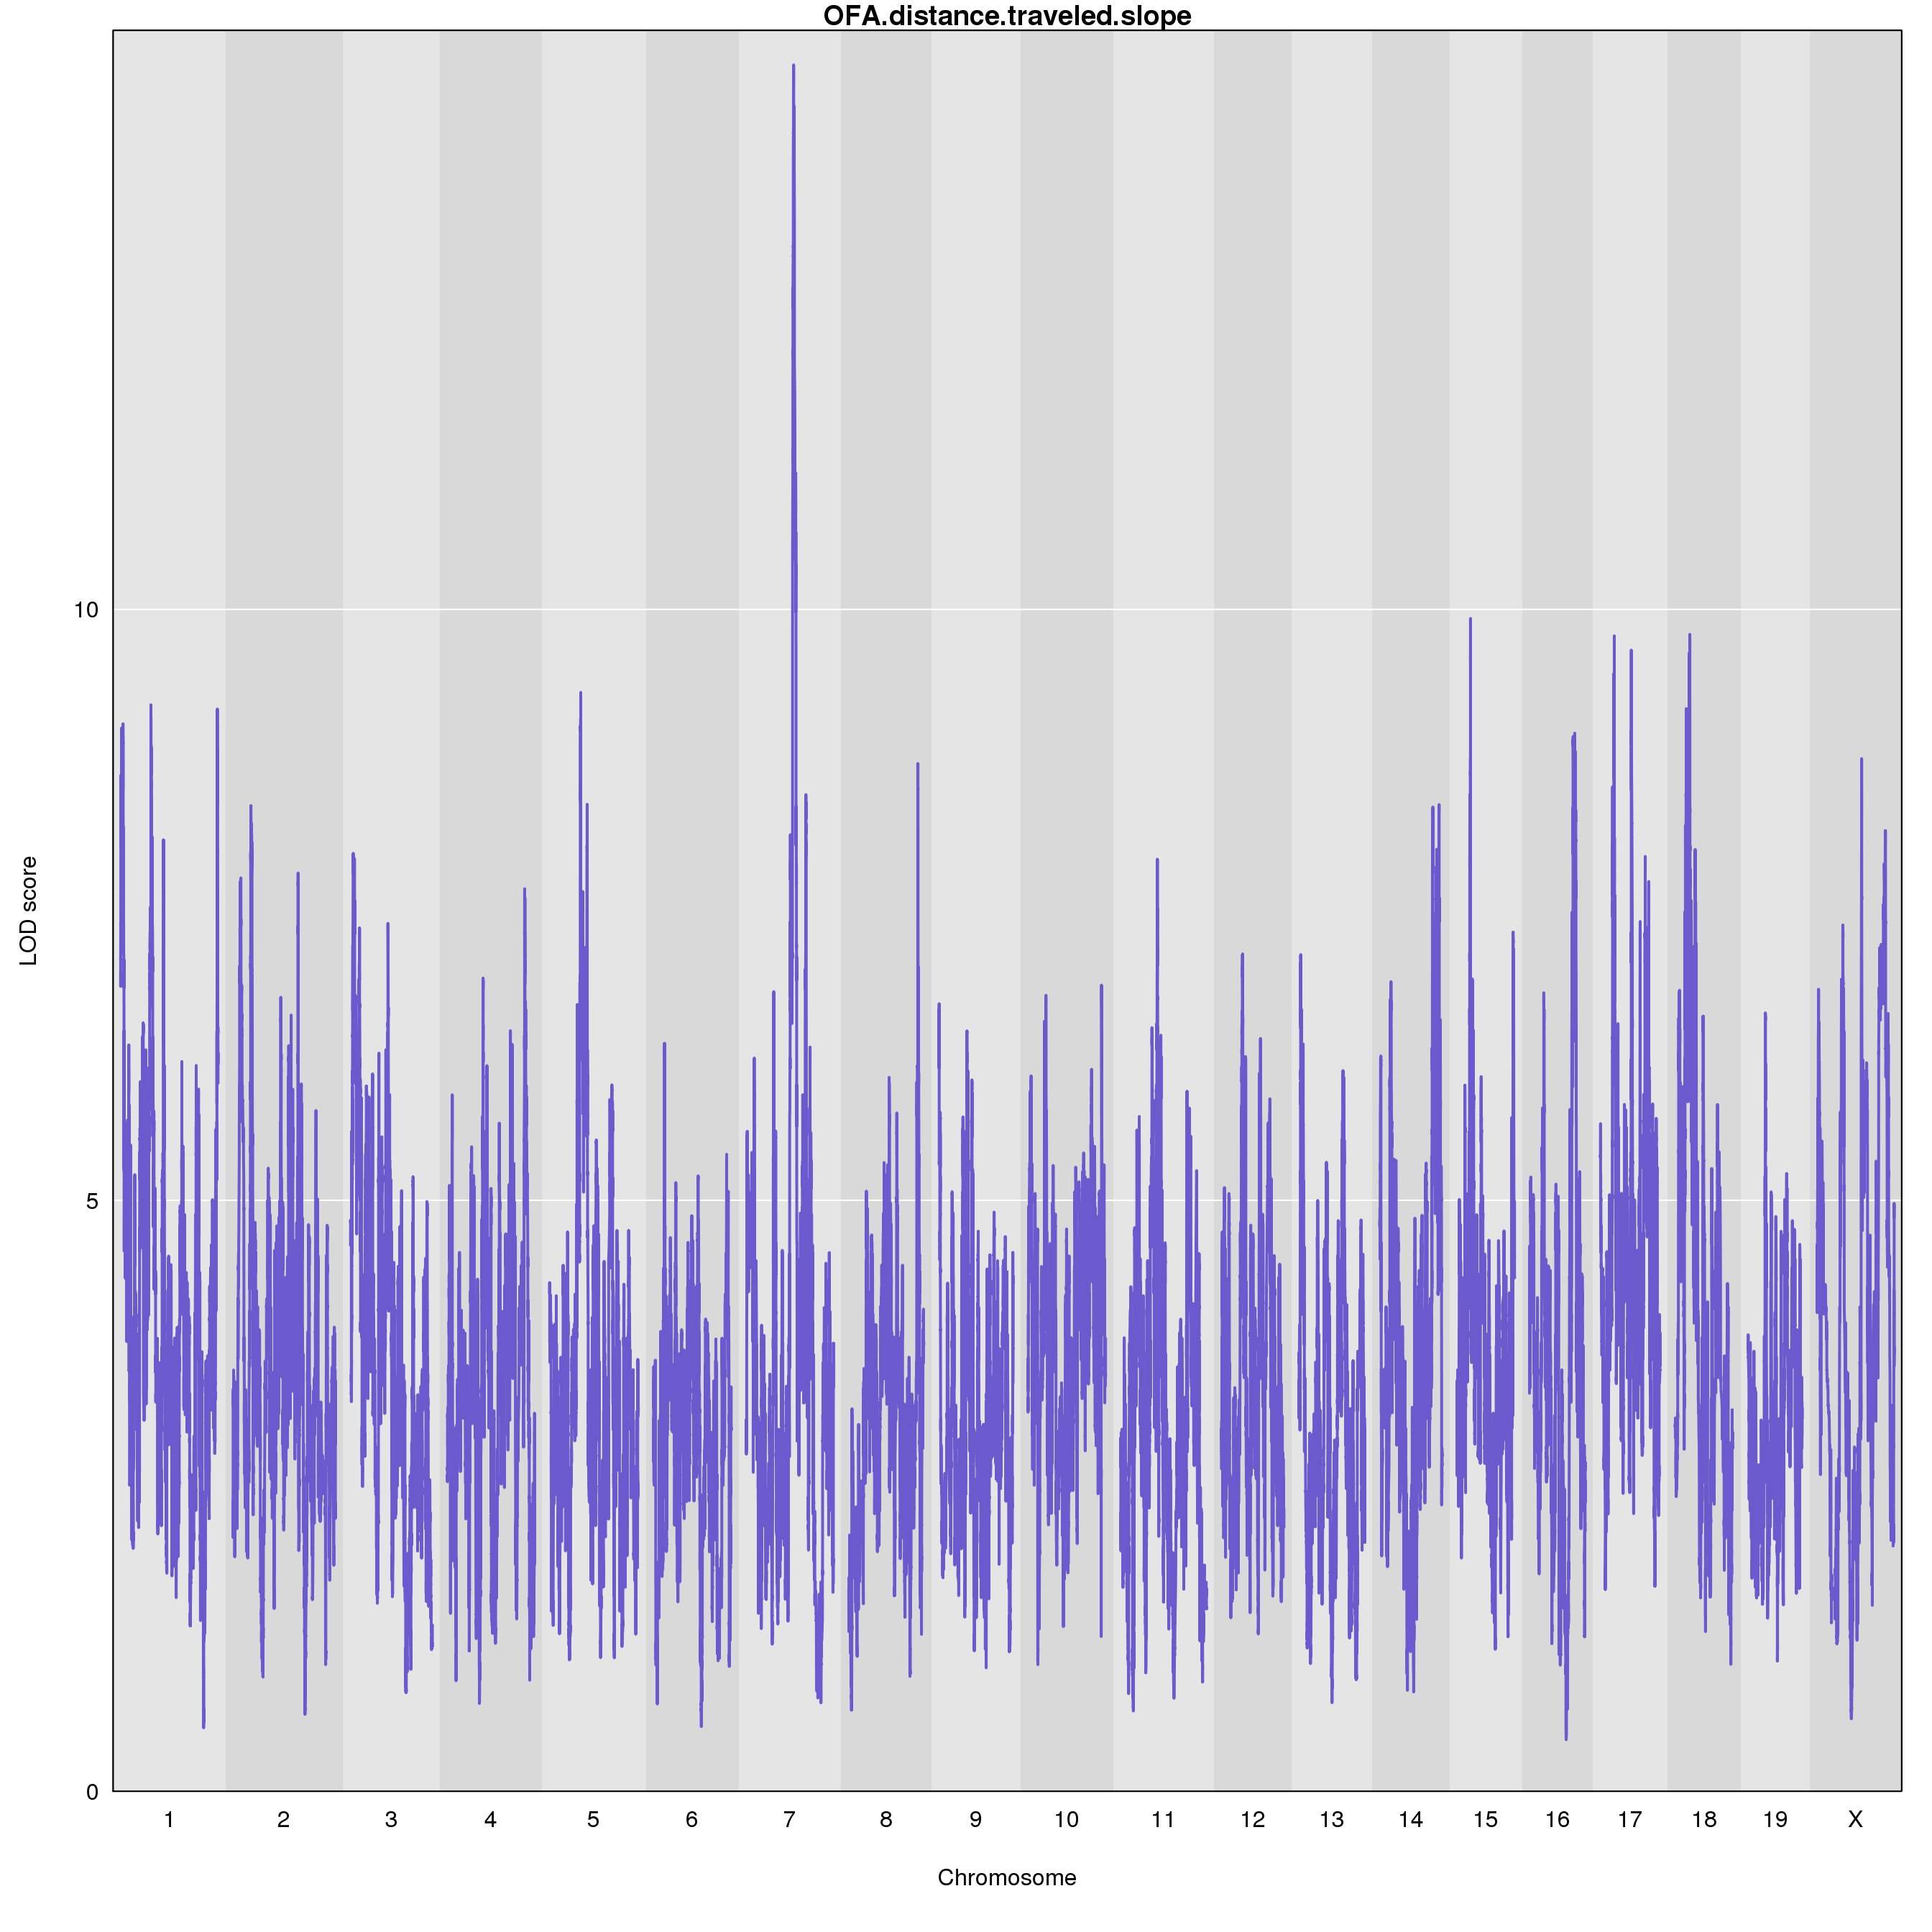 OFA.distance.traveled.slope
10
5
0
LOD score
1 2 3 4 5 6 7 8 9 10 11 12 13 14 15 16 17 18 19 X
Chromosome